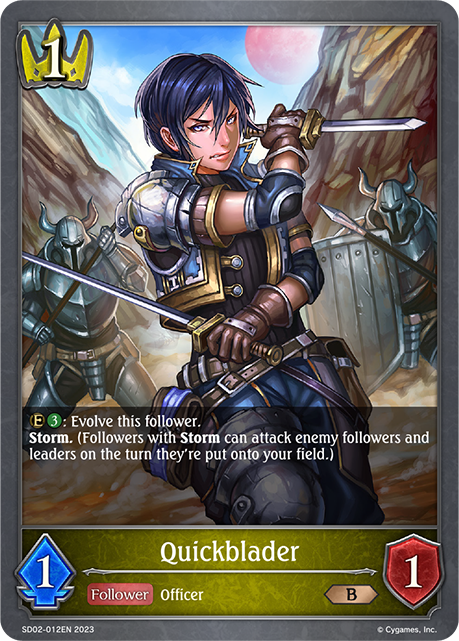 1
E 3 : Evolve this follower.
Storm. (Followers with Storm can attack enemy followers and
leaders on the turn they're put onto your field.)
Quickblader
1
Follower Officer
B
1
SD02-012EN 2023
© Cygames, Inc.